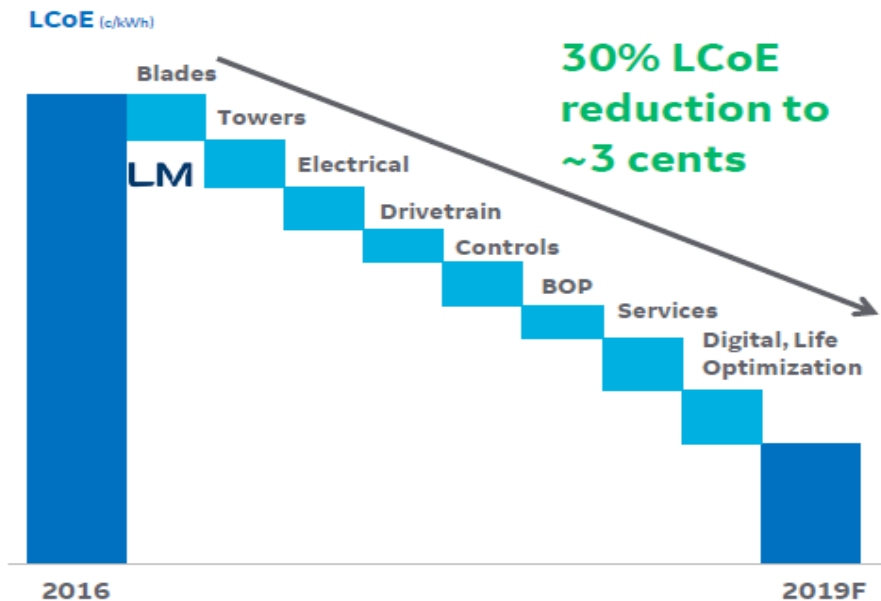 LCoE (c/kWh)
30% LCoE
reduction to
~3 cents
Blades
Towers
LM
Electrical
Drivetrain
Controls
BOP
Services
Digital, Life
Optimization
2016
2019F